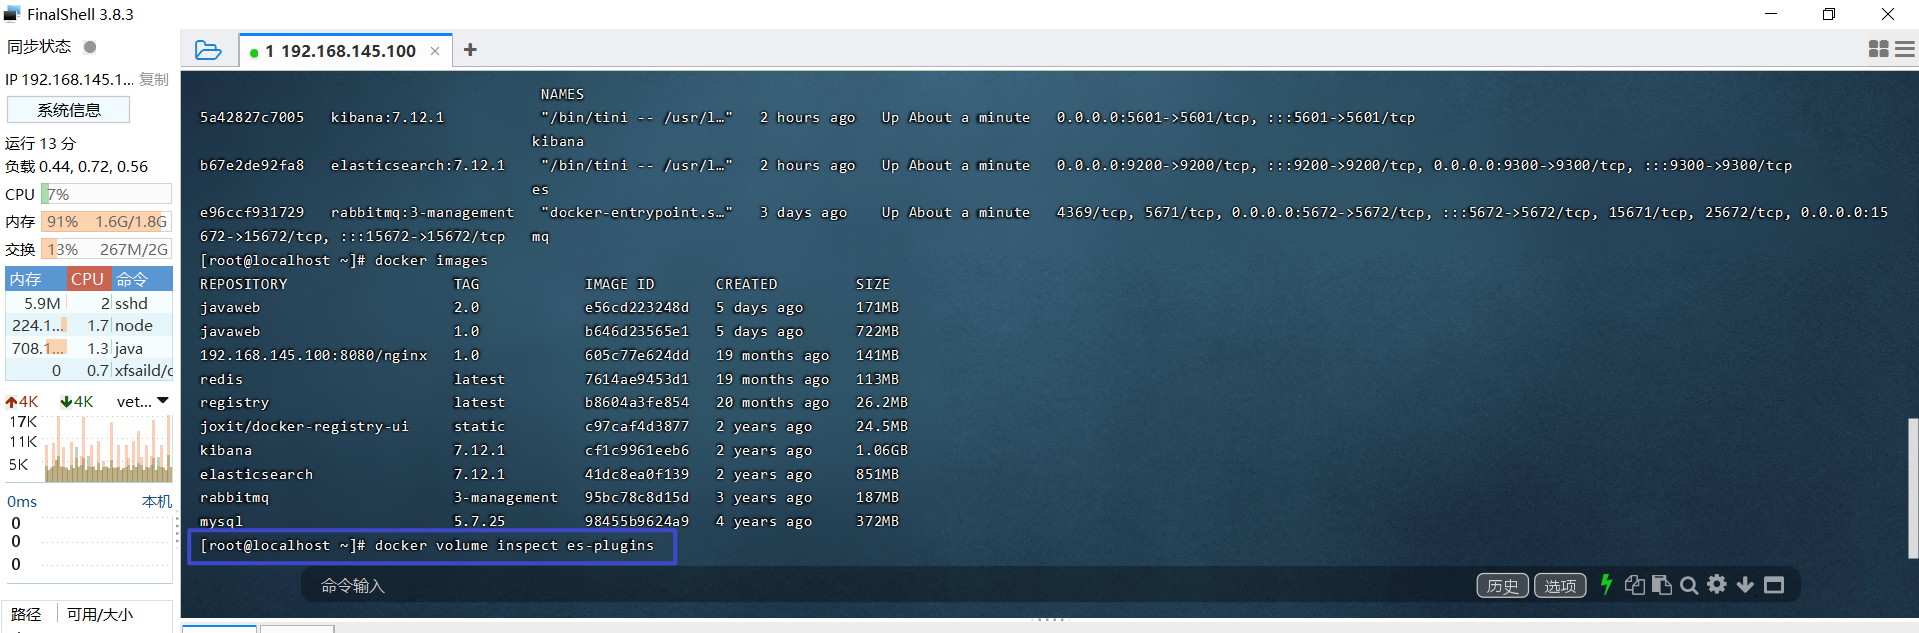 FinalShell 3.8.3
同步状态
IP 192.168.145.1... 复制
系统信息
运行 13 分
负载 0.44, 0.72, 0.56
CPU 7%
内存 91% 1.6G/1.8G
交换 13% 267M/2G
内存 CPU 命令
5.9M 2 sshd
224.1... 1.7 node
708.1... 1.3 java
0 0.7 xfsaild/
4K 4K vet...
17K
11K
5K
0ms 本机
0
0
0
路径 可用/大小
1 192.168.145.100
NAMES
5a42827c7005 kibana:7.12.1 "/bin/tini -- /usr/l…" 2 hours ago Up About a minute 0.0.0.0:5601->5601/tcp, :::5601->5601/tcp
kibana
b67e2de92fa8 elasticsearch:7.12.1 "/bin/tini -- /usr/l…" 2 hours ago Up About a minute 0.0.0.0:9200->9200/tcp, :::9200->9200/tcp, 0.0.0.0:9300->9300/tcp, :::9300->9300/tcp
es
e96ccf931729 rabbitmq:3-management "docker-entrypoint.s…" 3 days ago Up About a minute 4369/tcp, 5671/tcp, 0.0.0.0:5672->5672/tcp, :::5672->5672/tcp, 15671/tcp, 25672/tcp, 0.0.0.0:15
672->15672/tcp, :::15672->15672/tcp mq
[root@localhost ~]# docker images
REPOSITORY TAG IMAGE ID CREATED SIZE
javaweb 2.0 e56cd223248d 5 days ago 171MB
javaweb 1.0 b646d23565e1 5 days ago 722MB
192.168.145.100:8080/nginx 1.0 605c77e624dd 19 months ago 141MB
redis latest 7614ae9453d1 19 months ago 113MB
registry latest b8604a3fe854 20 months ago 26.2MB
joxit/docker-registry-ui static c97caf4d3877 2 years ago 24.5MB
kibana 7.12.1 cf1c9961eeb6 2 years ago 1.06GB
elasticsearch 7.12.1 41dc8ea0f139 2 years ago 851MB
rabbitmq 3-management 95bc78c8d15d 3 years ago 187MB
mysql 5.7.25 98455b9624a9 4 years ago 372MB
[root@localhost ~]# docker volume inspect es-plugins
命令输入 历史 选项